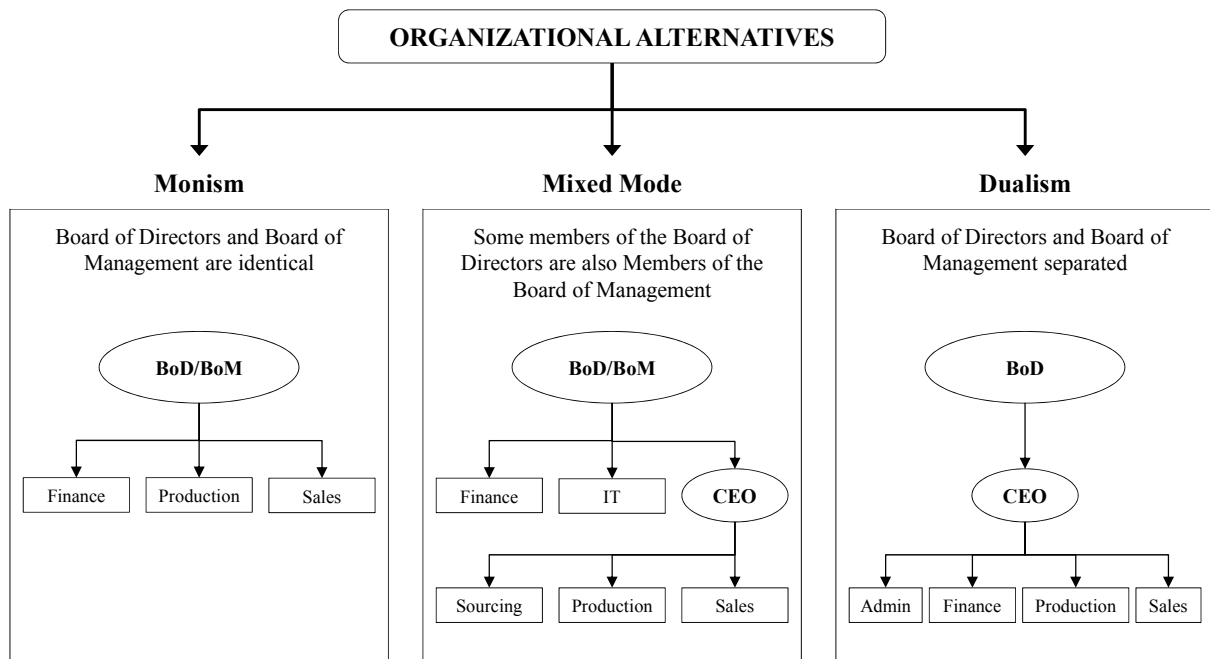 ORGANIZATIONAL ALTERNATIVES
Monism
Board of Directors and Board of
Management are identical
BoD/BoM
Finance
Production
Sales
Mixed Mode
Some members of the Board of
Directors are also Members of the
Board of Management
BoD/BoM
Finance
IT
CEO
Sourcing
Production
Sales
Dualism
Board of Directors and Board of
Management separated
BoD
CEO
Admin
Finance
Production
Sales